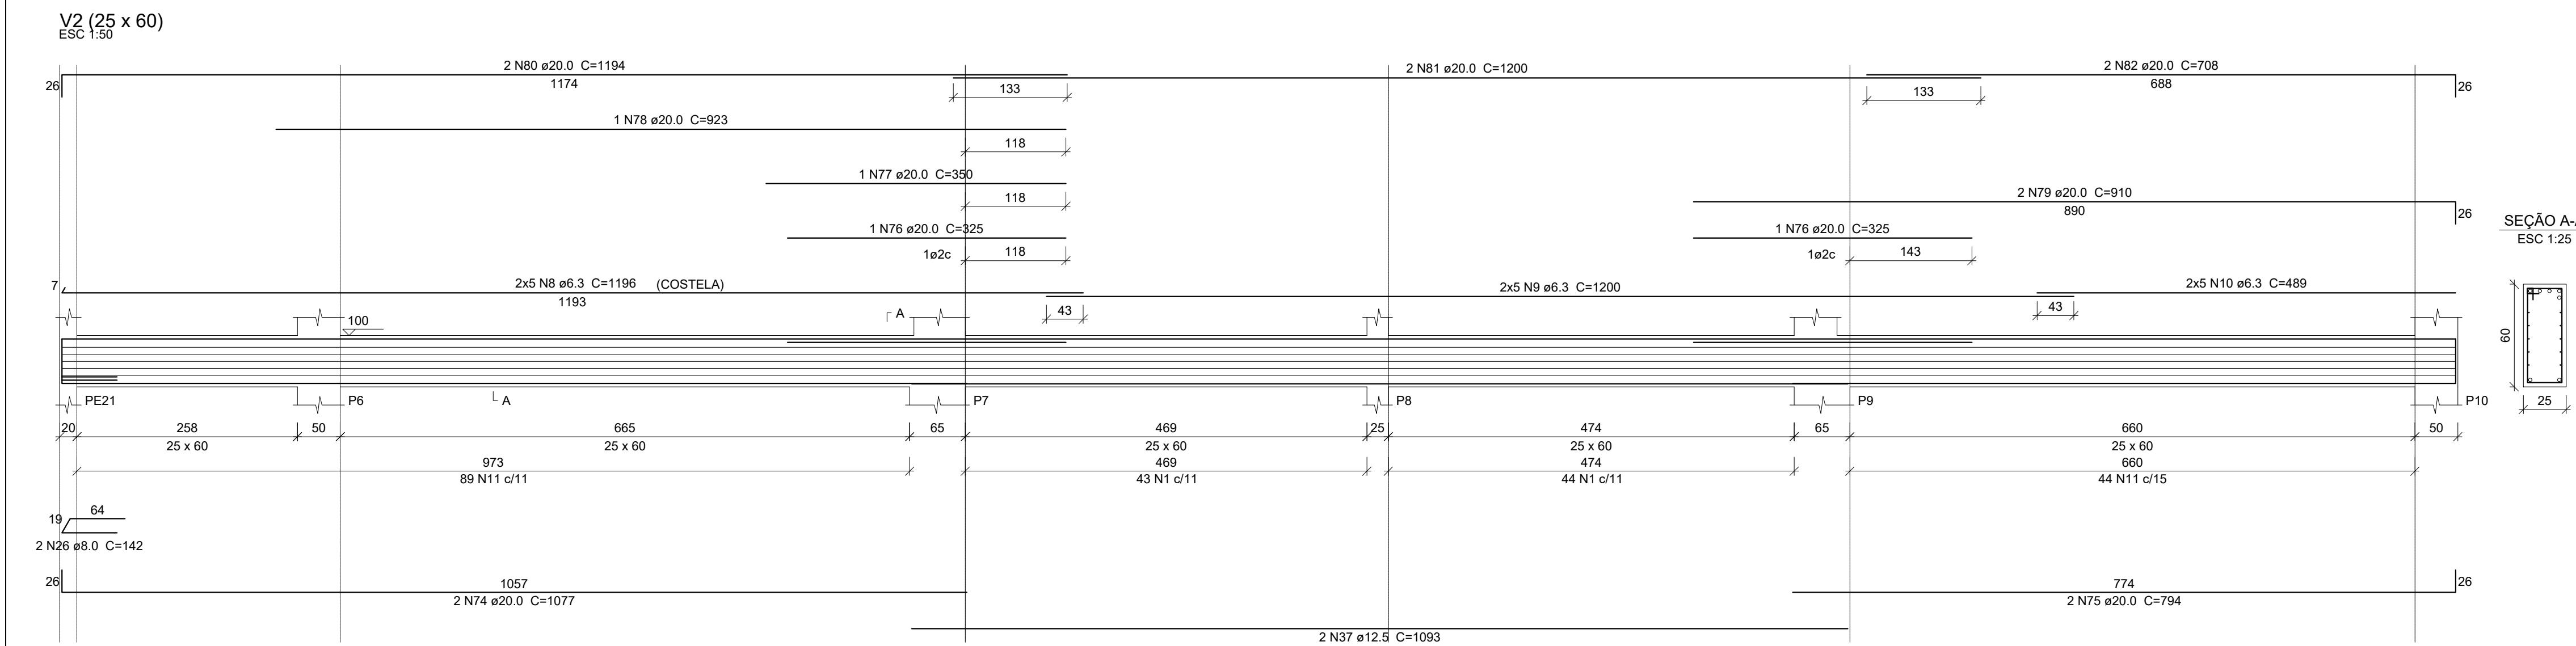 V2 (25 x 60)
ESC 1:50
2 N80 ø20.0 C=1194
2 N81 ø20.0 C=1200
2 N82 ø20.0 C=708
26
1174
133
133
688
26
1 N78 ø20.0 C=923
118
1 N77 ø20.0 C=350
118
2 N79 ø20.0 C=910
890
26
1 N76 ø20.0 C=325
1ø2c
118
1 N76 ø20.0 C=325
1ø2c
143
SEÇÃO A-
ESC 1:25
7
2x5 N8 ø6.3 C=1196 (COSTELA)
1193
2x5 N9 ø6.3 C=1200
2x5 N10 ø6.3 C=489
43
43
100
A
60
25
PE21
P6
A
P7
P8
P9
P10
20
258
50
665
65
469
25
474
65
660
50
25 x 60
25 x 60
25 x 60
25 x 60
25 x 60
973
469
474
660
89 N11 c/11
43 N1 c/11
44 N1 c/11
44 N11 c/15
19
64
2 N26 ø8.0 C=142
26
1057
2 N74 ø20.0 C=1077
774
26
2 N75 ø20.0 C=794
2 N37 ø12.5 C=1093